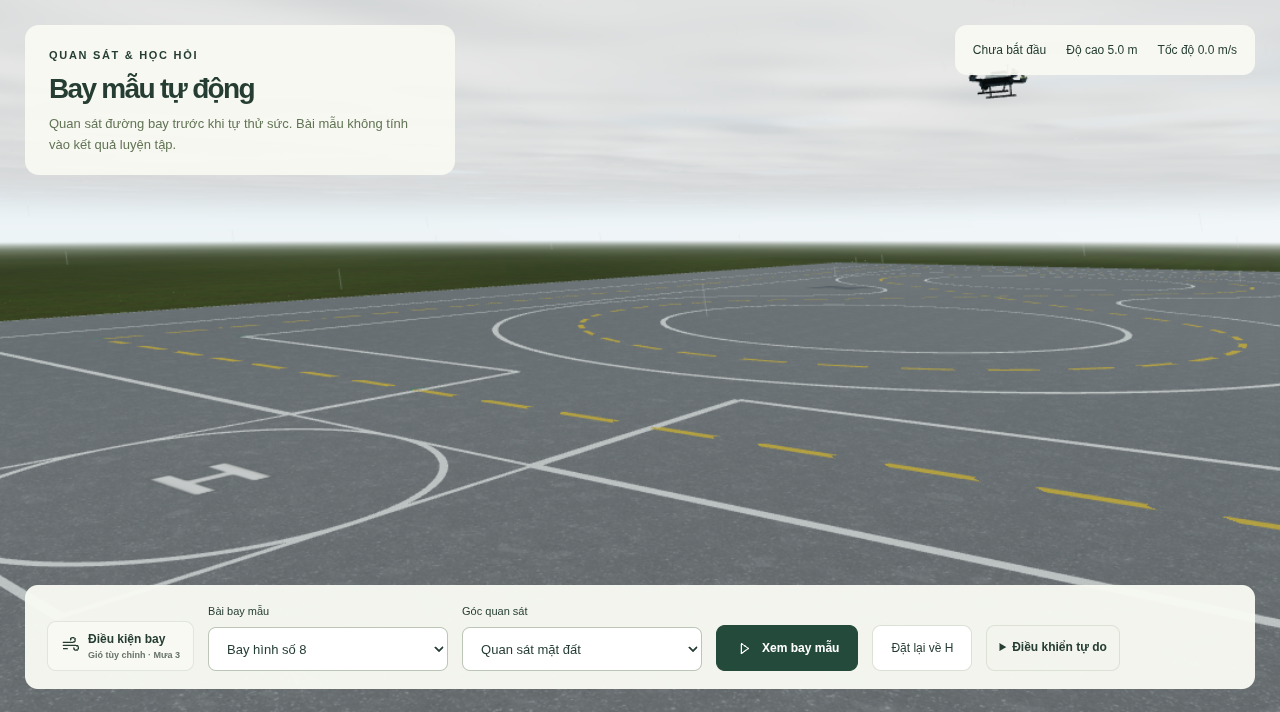 QUAN SÁT & HỌC HỎI
Bay mẫu tự động
Quan sát đường bay trước khi tự thử sức. Bài mẫu không tính
vào kết quả luyện tập.
Chưa bắt đầu Độ cao 5.0 m Tốc độ 0.0 m/s
H
Bài bay mẫu
Góc quan sát
Điều kiện bay
Gió tùy chỉnh · Mưa 3
Bay hình số 8
Quan sát mặt đất
Xem bay mẫu
Đặt lại về H
Điều khiển tự do